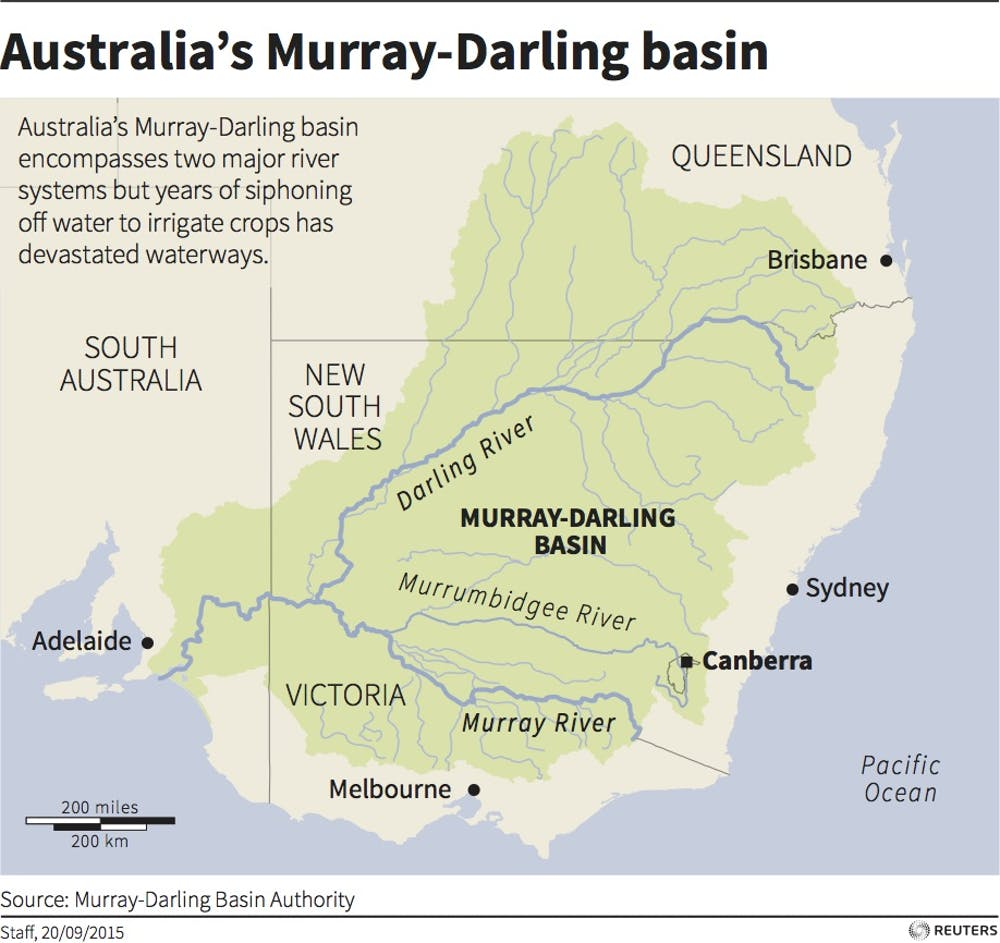 Australia’s Murray-Darling basin
Australia’s Murray-Darling basin
encompasses two major river
systems but years of siphoning
off water to irrigate crops has
devastated waterways.
QUEENSLAND
Brisbane
SOUTH
AUSTRALIA
NEW
SOUTH
WALES
Darling River
MURRAY-DARLING
BASIN
Murrumbidgee River
Sydney
Adelaide
Canberra
VICTORIA
Murray River
Melbourne
Pacific
Ocean
200 miles
200 km
Source: Murray-Darling Basin Authority
Staff, 20/09/2015
REUTERS